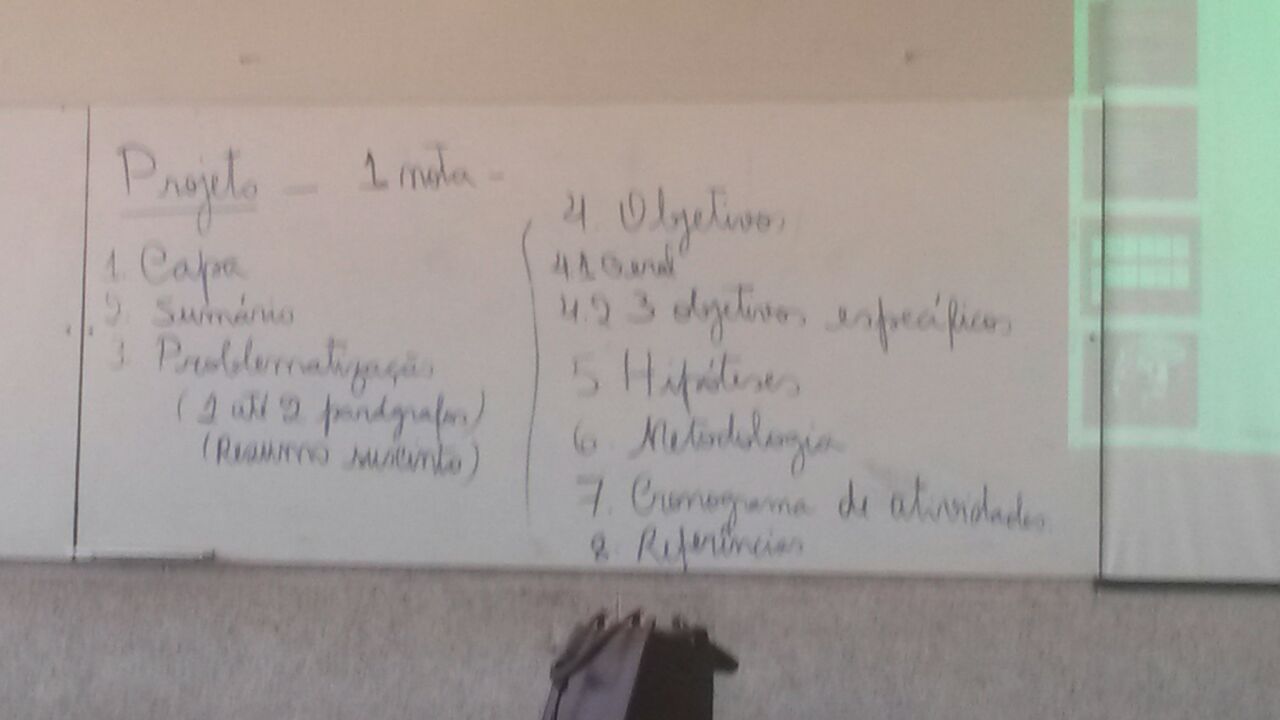 Projeto — 1 nota -
1. Capa
2. Sumário
3. Problematização
(1 até 2 parágrafos)
(Resumo suscinto)
4. Objetivos
4.1 Geral
4.2 3 objetivos específicos
5 Hipóteses
6. Metodologia
7. Cronograma de atividades
8. Referências